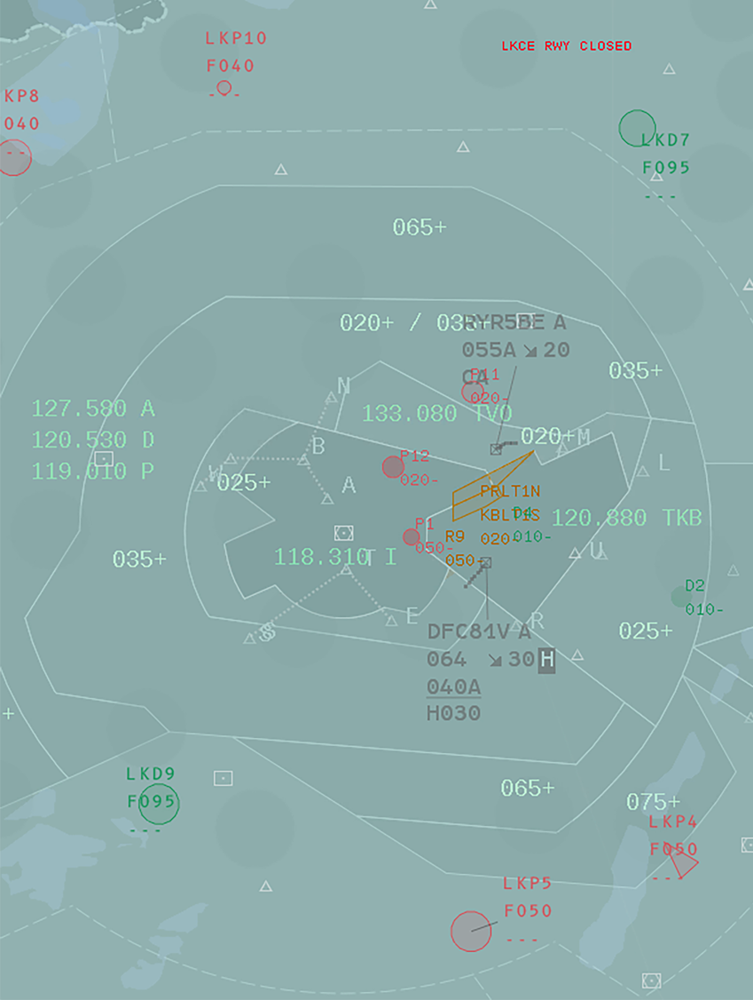 LKP10
F040
LKCE RWY CLOSED
KP8
040
--
- -
LKD7
F095
---
065+
020+ / 035+
RYR5BE A
055A ↘ 20
CA
P11
020-
035+
127.580 A
120.530 D
119.010 P
N
133.080 TVO
020+
M
B
P12
020-
W
025+
A
L
PRLT1N
KBLT1S
020-
D4
010-
120.880 TKB
P1
050-
R9
050-
035+
118.310 I
T
U
D2
010-
E
S
R
025+
DFC81V A
064 ↘ 30 H
040A
H030
+
LKD9
F095
---
065+
075+
LKP4
F050
--
LKP5
F050
---